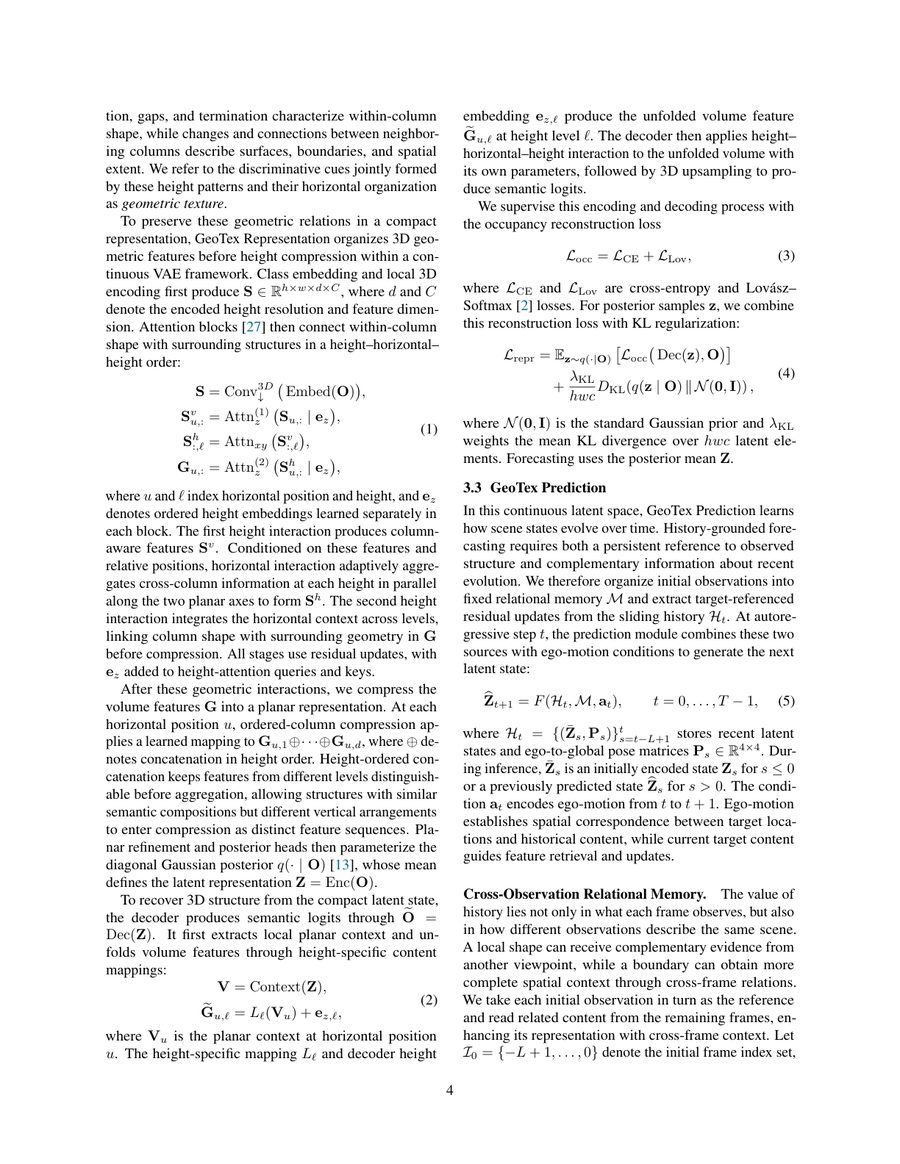 tion, gaps, and termination characterize within-column
shape, while changes and connections between neighbor-
ing columns describe surfaces, boundaries, and spatial
extent. We refer to the discriminative cues jointly formed
by these height patterns and their horizontal organization
as geometric texture.
To preserve these geometric relations in a compact
representation, GeoTex Representation organizes 3D geo-
metric features before height compression within a con-
tinuous VAE framework. Class embedding and local 3D
encoding first produce S ∈ ℝ^{h×w×d×C}, where d and C
denote the encoded height resolution and feature dimen-
sion. Attention blocks [27] then connect within-column
shape with surrounding structures in a height–horizontal–
height order:
S = Conv_↓^{3D} (Embed(O)),
S^v_{u,:} = Attn_z^{(1)} (S_{u,:} | e_z),
S^h_{:,ℓ} = Attn_{xy} (S^v_{:,ℓ}),
G_{u,:} = Attn_z^{(2)} (S^h_{u,:} | e_z),
(1)
where u and ℓ index horizontal position and height, and e_z
denotes ordered height embeddings learned separately in
each block. The first height interaction produces column-
aware features S^v. Conditioned on these features and
relative positions, horizontal interaction adaptively aggre-
gates cross-column information at each height in parallel
along the two planar axes to form S^h. The second height
interaction integrates the horizontal context across levels,
linking column shape with surrounding geometry in G
before compression. All stages use residual updates, with
e_z added to height-attention queries and keys.
After these geometric interactions, we compress the
volume features G into a planar representation. At each
horizontal position u, ordered-column compression ap-
plies a learned mapping to G_{u,1}⊕···⊕G_{u,d}, where ⊕ de-
notes concatenation in height order. Height-ordered con-
catenation keeps features from different levels distinguish-
able before aggregation, allowing structures with similar
semantic compositions but different vertical arrangements
to enter compression as distinct feature sequences. Pla-
nar refinement and posterior heads then parameterize the
diagonal Gaussian posterior q(· | O) [13], whose mean
defines the latent representation Z = Enc(O).
To recover 3D structure from the compact latent state,
the decoder produces semantic logits through Õ =
Dec(Z). It first extracts local planar context and un-
folds volume features through height-specific content
mappings:
V = Context(Z),
G̃_{u,ℓ} = L_ℓ(V_u) + e_{z,ℓ},
(2)
where V_u is the planar context at horizontal position
u. The height-specific mapping L_ℓ and decoder height
embedding e_{z,ℓ} produce the unfolded volume feature
G̃_{u,ℓ} at height level ℓ. The decoder then applies height–
horizontal–height interaction to the unfolded volume with
its own parameters, followed by 3D upsampling to pro-
duce semantic logits.
We supervise this encoding and decoding process with
the occupancy reconstruction loss
ℒ_occ = ℒ_CE + ℒ_Lov, (3)
where ℒ_CE and ℒ_Lov are cross-entropy and Lovász–
Softmax [2] losses. For posterior samples z, we combine
this reconstruction loss with KL regularization:
ℒ_repr = 𝔼_{z∼q(·|O)} [ℒ_occ(Dec(z), O)]
+ λ_KL/hwc D_KL(q(z | O) ∥ 𝒩(0, I)),
(4)
where 𝒩(0, I) is the standard Gaussian prior and λ_KL
weights the mean KL divergence over hwc latent ele-
ments. Forecasting uses the posterior mean Z.
3.3 GeoTex Prediction
In this continuous latent space, GeoTex Prediction learns
how scene states evolve over time. History-grounded fore-
casting requires both a persistent reference to observed
structure and complementary information about recent
evolution. We therefore organize initial observations into
fixed relational memory ℳ and extract target-referenced
residual updates from the sliding history ℋ_t. At autore-
gressive step t, the prediction module combines these two
sources with ego-motion conditions to generate the next
latent state:
Ẑ_{t+1} = F(ℋ_t, ℳ, a_t), t = 0, . . . , T − 1, (5)
where ℋ_t = {(Z̄_s, P_s)}^t_{s=t−L+1} stores recent latent
states and ego-to-global pose matrices P_s ∈ ℝ^{4×4}. Dur-
ing inference, Z̄_s is an initially encoded state Z_s for s ≤ 0
or a previously predicted state Ẑ_s for s > 0. The condi-
tion a_t encodes ego-motion from t to t + 1. Ego-motion
establishes spatial correspondence between target loca-
tions and historical content, while current target content
guides feature retrieval and updates.
Cross-Observation Relational Memory. The value of
history lies not only in what each frame observes, but also
in how different observations describe the same scene.
A local shape can receive complementary evidence from
another viewpoint, while a boundary can obtain more
complete spatial context through cross-frame relations.
We take each initial observation in turn as the reference
and read related content from the remaining frames, en-
hancing its representation with cross-frame context. Let
ℐ_0 = {−L + 1, . . . , 0} denote the initial frame index set,
4